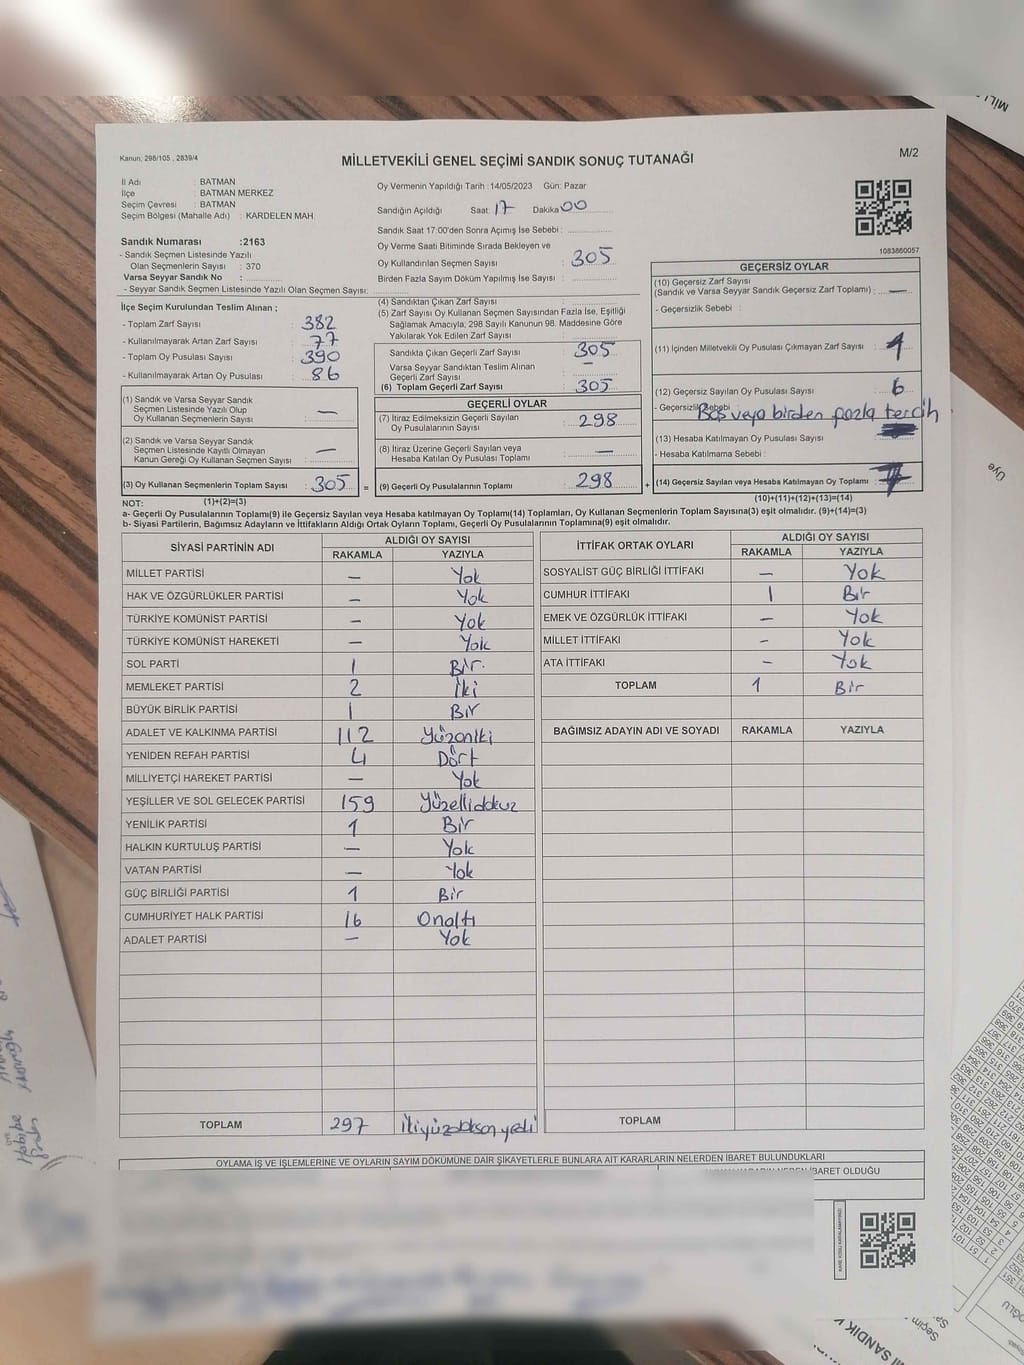 Kanun; 298/105 , 2839/4
MİLLETVEKİLİ GENEL SEÇİMİ SANDIK SONUÇ TUTANAĞI
M/2
İl Adı : BATMAN
İlçe : BATMAN MERKEZ
Seçim Çevresi : BATMAN
Seçim Bölgesi (Mahalle Adı) : KARDELEN MAH.
Sandık Numarası :2163
- Sandık Seçmen Listesinde Yazılı
Olan Seçmenlerin Sayısı : 370
Varsa Seyyar Sandık No :
- Seyyar Sandık Seçmen Listesinde Yazılı Olan Seçmen Sayısı:
Oy Vermenin Yapıldığı Tarih :14/05/2023 Gün: Pazar
Sandığın Açıldığı Saat: 17 Dakika 00
Sandık Saat 17:00'den Sonra Açımış İse Sebebi :
Oy Verme Saati Bitiminde Sırada Bekleyen ve
Oy Kullandırılan Seçmen Sayısı : 305
Birden Fazla Sayım Döküm Yapılmış İse Sayısı :
1083860057
İlçe Seçim Kurulundan Teslim Alınan ;
- Toplam Zarf Sayısı : 382
- Kullanılmayarak Artan Zarf Sayısı : 77
- Toplam Oy Pusulası Sayısı : 390
- Kullanılmayarak Artan Oy Pusulası : 86
(1) Sandık ve Varsa Seyyar Sandık
Seçmen Listesinde Yazılı Olup
Oy Kullanan Seçmenlerin Sayısı : —
(2) Sandık ve Varsa Seyyar Sandık
Seçmen Listesinde Kayıtlı Olmayan
Kanun Gereği Oy Kullanan Seçmen Sayısı : —
(3) Oy Kullanan Seçmenlerin Toplam Sayısı : 305 =
(1)+(2)=(3)
(4) Sandıktan Çıkan Zarf Sayısı :
(5) Zarf Sayısı Oy Kullanan Seçmen Sayısından Fazla İse, Eşitliği
Sağlamak Amacıyla, 298 Sayılı Kanunun 98. Maddesine Göre
Yakılarak Yok Edilen Zarf Sayısı :
Sandıkta Çıkan Geçerli Zarf Sayısı : 305
Varsa Seyyar Sandıktan Teslim Alınan
Geçerli Zarf Sayısı : —
(6) Toplam Geçerli Zarf Sayısı : 305
GEÇERLİ OYLAR
(7) İtiraz Edilmeksizin Geçerli Sayılan
Oy Pusulalarının Sayısı : 298
(8) İtiraz Üzerine Geçerli Sayılan veya
Hesaba Katılan Oy Pusulası Toplamı : —
(9) Geçerli Oy Pusulalarının Toplamı : 298 +
GEÇERSİZ OYLAR
(10) Geçersiz Zarf Sayısı
(Sandık ve Varsa Seyyar Sandık Geçersiz Zarf Toplamı) : —
- Geçersizlik Sebebi :
(11) İçinden Milletvekili Oy Pusulası Çıkmayan Zarf Sayısı : 1
(12) Geçersiz Sayılan Oy Pusulası Sayısı : 6
- Geçersizlik Sebebi : Boş veya birden fazla tercih
(13) Hesaba Katılmayan Oy Pusulası Sayısı :
- Hesaba Katılmama Sebebi :
(14) Geçersiz Sayılan veya Hesaba Katılmayan Oy Toplamı : 7
(10)+(11)+(12)+(13)=(14)
NOT:
a- Geçerli Oy Pusulasının Toplamı(9) ile Geçersiz Sayılan veya Hesaba katılmayan Oy Toplamı(14) Toplamları, Oy Kullanan Seçmenlerin Toplam Sayısına(3) eşit olmalıdır. (9)+(14)=(3)
b- Siyasi Partilerin, Bağımsız Adayların ve İttifakların Aldığı Ortak Oyların Toplamı, Geçerli Oy Pusulalarının Toplamına(9) eşit olmalıdır.
SİYASİ PARTİNİN ADI ALDIĞI OY SAYISI
RAKAMLA YAZIYLA
MİLLET PARTİSİ — Yok
HAK VE ÖZGÜRLÜKLER PARTİSİ — Yok
TÜRKİYE KOMÜNİST PARTİSİ — Yok
TÜRKİYE KOMÜNİST HAREKETİ — Yok
SOL PARTİ 1 Bir.
MEMLEKET PARTİSİ 2 İki
BÜYÜK BİRLİK PARTİSİ 1 Bir
ADALET VE KALKINMA PARTİSİ 112 Yüzoniki
YENİDEN REFAH PARTİSİ 4 Dört
MİLLİYETÇİ HAREKET PARTİSİ — Yok
YEŞİLLER VE SOL GELECEK PARTİSİ 159 Yüzelliddkuz
YENİLİK PARTİSİ 1 Bir
HALKIN KURTULUŞ PARTİSİ — Yok
VATAN PARTİSİ — Yok
GÜÇ BİRLİĞİ PARTİSİ 1 Bir
CUMHURİYET HALK PARTİSİ 16 Onaltı
ADALET PARTİSİ — Yok
TOPLAM 297
İTTİFAK ORTAK OYLARI ALDIĞI OY SAYISI
RAKAMLA YAZIYLA
SOSYALİST GÜÇ BİRLİĞİ İTTİFAKI — Yok
CUMHUR İTTİFAKI 1 Bir
EMEK VE ÖZGÜRLÜK İTTİFAKI — Yok
MİLLET İTTİFAKI — Yok
ATA İTTİFAKI — Yok
TOPLAM 1 Bir
BAĞIMSIZ ADAYIN ADI VE SOYADI RAKAMLA YAZIYLA
TOPLAM
OYLAMA İŞ VE İŞLEMLERİNE VE OYLARIN SAYIM DÖKÜMÜNE DAİR ŞİKAYETLERLE BUNLARA AİT KARARLARIN NELERDEN İBARET BULUNDUKLARI
İBARET OLDUĞU
Üye